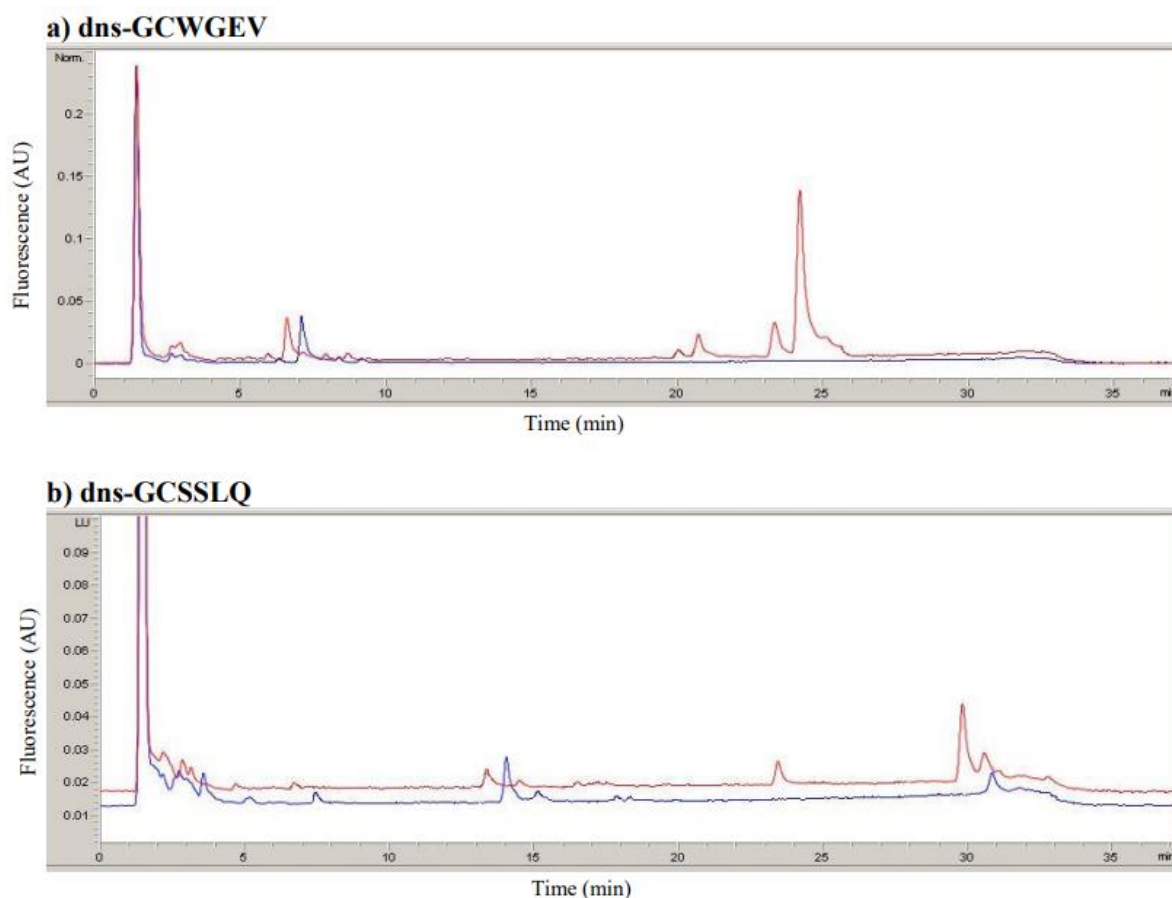 a) dns-GCWGEV
Norm.
0.2
0.15
0.1
0.05
0
Fluorescence (AU)
0 5 10 15 20 25 30 35 min
Time (min)
b) dns-GCSSLQ
LU
0.09
0.08
0.07
0.06
0.05
0.04
0.03
0.02
0.01
Fluorescence (AU)
0 5 10 15 20 25 30 35 min
Time (min)